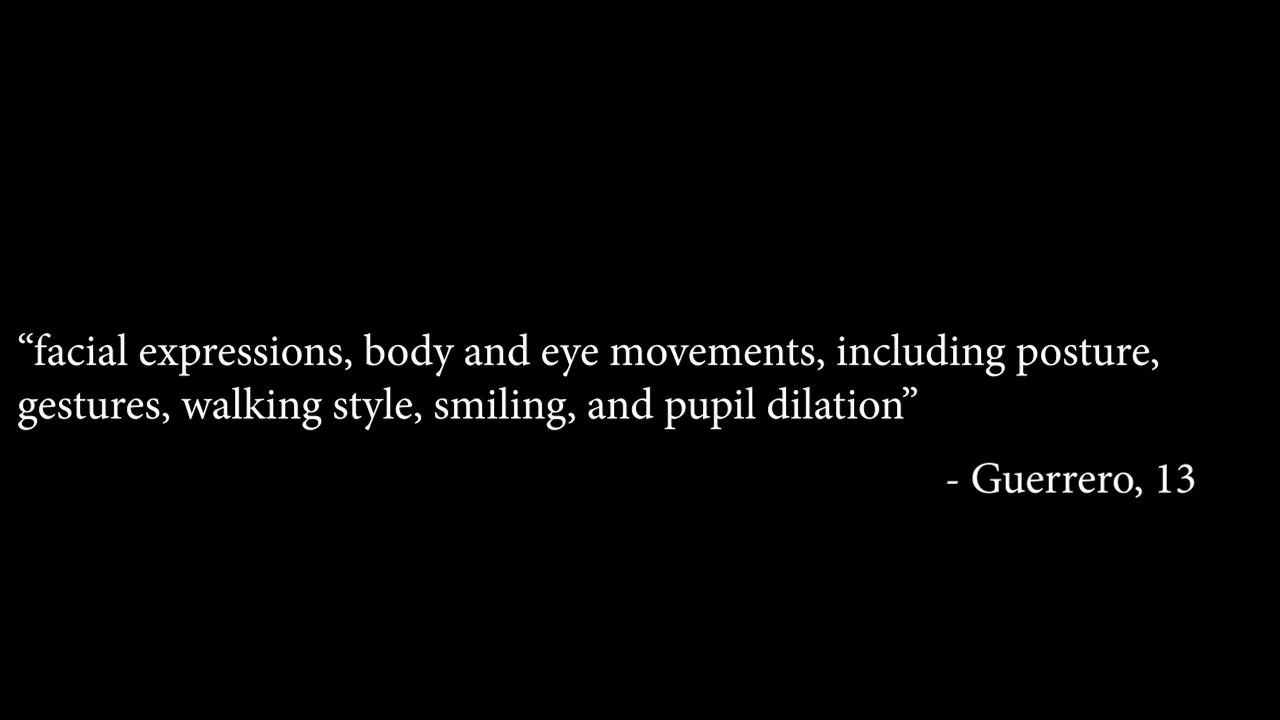 “facial expressions, body and eye movements, including posture,
gestures, walking style, smiling, and pupil dilation”
- Guerrero, 13